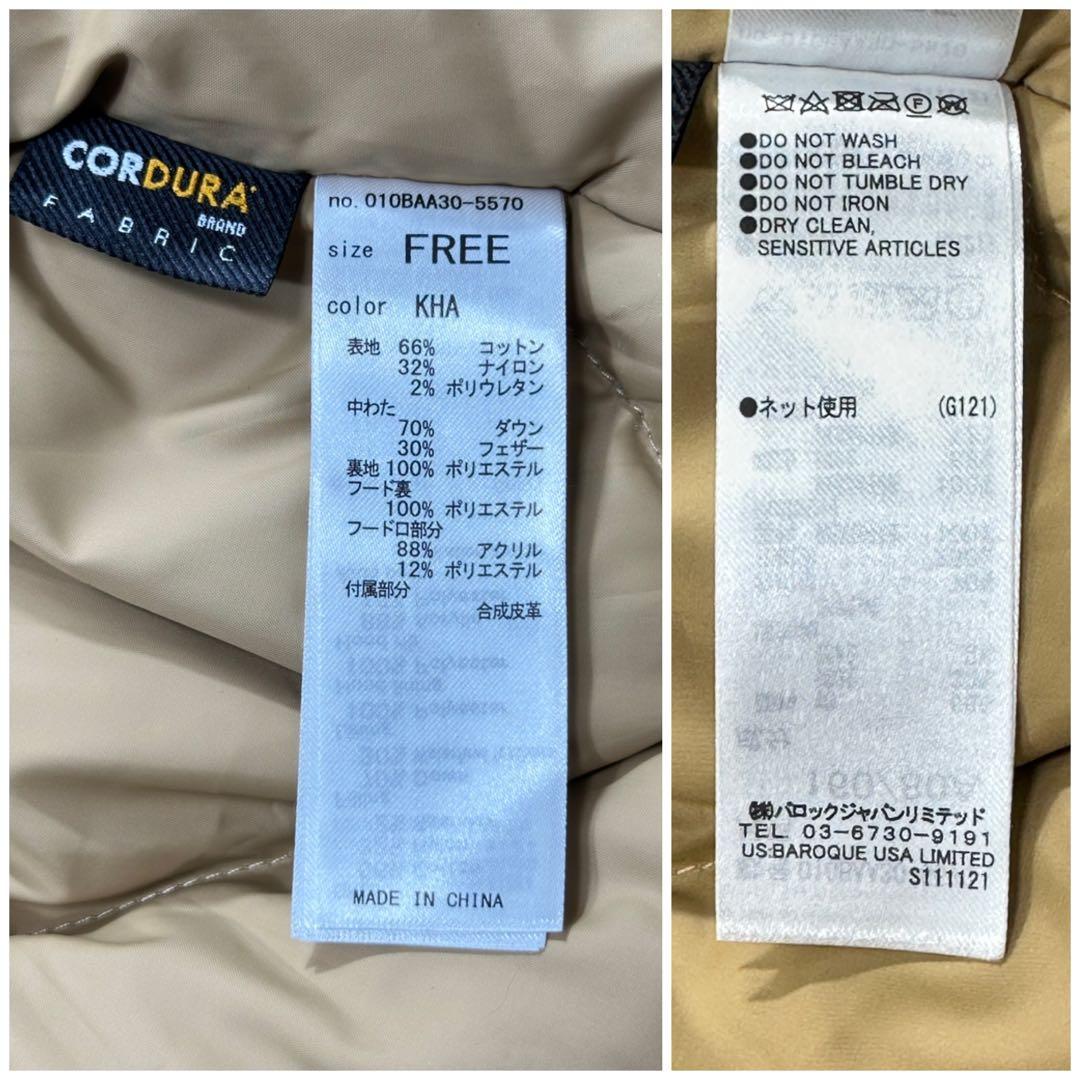 CORDURA
BRAND
FABRIC
no. 010BAA30-5570
size FREE
color KHA
表地 66% コットン
32% ナイロン
2% ポリウレタン
中わた
70% ダウン
30% フェザー
裏地 100% ポリエステル
フード裏
100% ポリエステル
フード口部分
88% アクリル
12% ポリエステル
付属部分
合成皮革
MADE IN CHINA
●DO NOT WASH
●DO NOT BLEACH
●DO NOT TUMBLE DRY
●DO NOT IRON
●DRY CLEAN,
SENSITIVE ARTICLES
●ネット使用 (G121)
㈱バロックジャパンリミテッド
TEL. 03-6730-9191
US:BAROQUE USA LIMITED
S111121